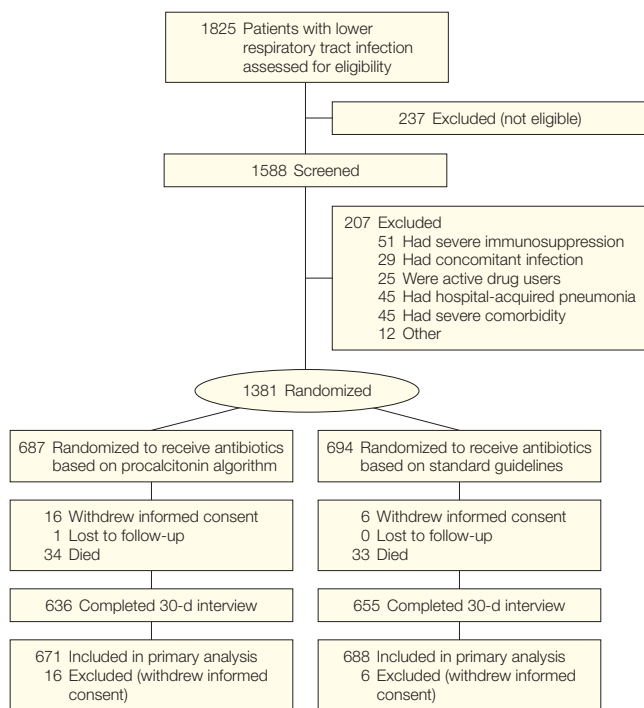 1825 Patients with lower
respiratory tract infection
assessed for eligibility
237 Excluded (not eligible)
1588 Screened
207 Excluded
51 Had severe immunosuppression
29 Had concomitant infection
25 Were active drug users
45 Had hospital-acquired pneumonia
45 Had severe comorbidity
12 Other
1381 Randomized
687 Randomized to receive antibiotics
based on procalcitonin algorithm
694 Randomized to receive antibiotics
based on standard guidelines
16 Withdrew informed consent
1 Lost to follow-up
34 Died
6 Withdrew informed consent
0 Lost to follow-up
33 Died
636 Completed 30-d interview
655 Completed 30-d interview
671 Included in primary analysis
16 Excluded (withdrew informed
consent)
688 Included in primary analysis
6 Excluded (withdrew informed
consent)